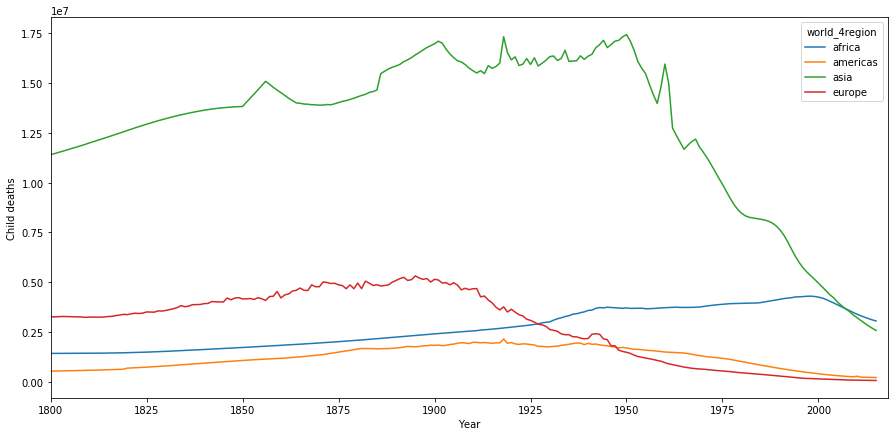 1e7
world_4region
africa
americas
asia
europe
Child deaths
1.75
1.50
1.25
1.00
0.75
0.50
0.25
0.00
1800 1825 1850 1875 1900 1925 1950 1975 2000
Year